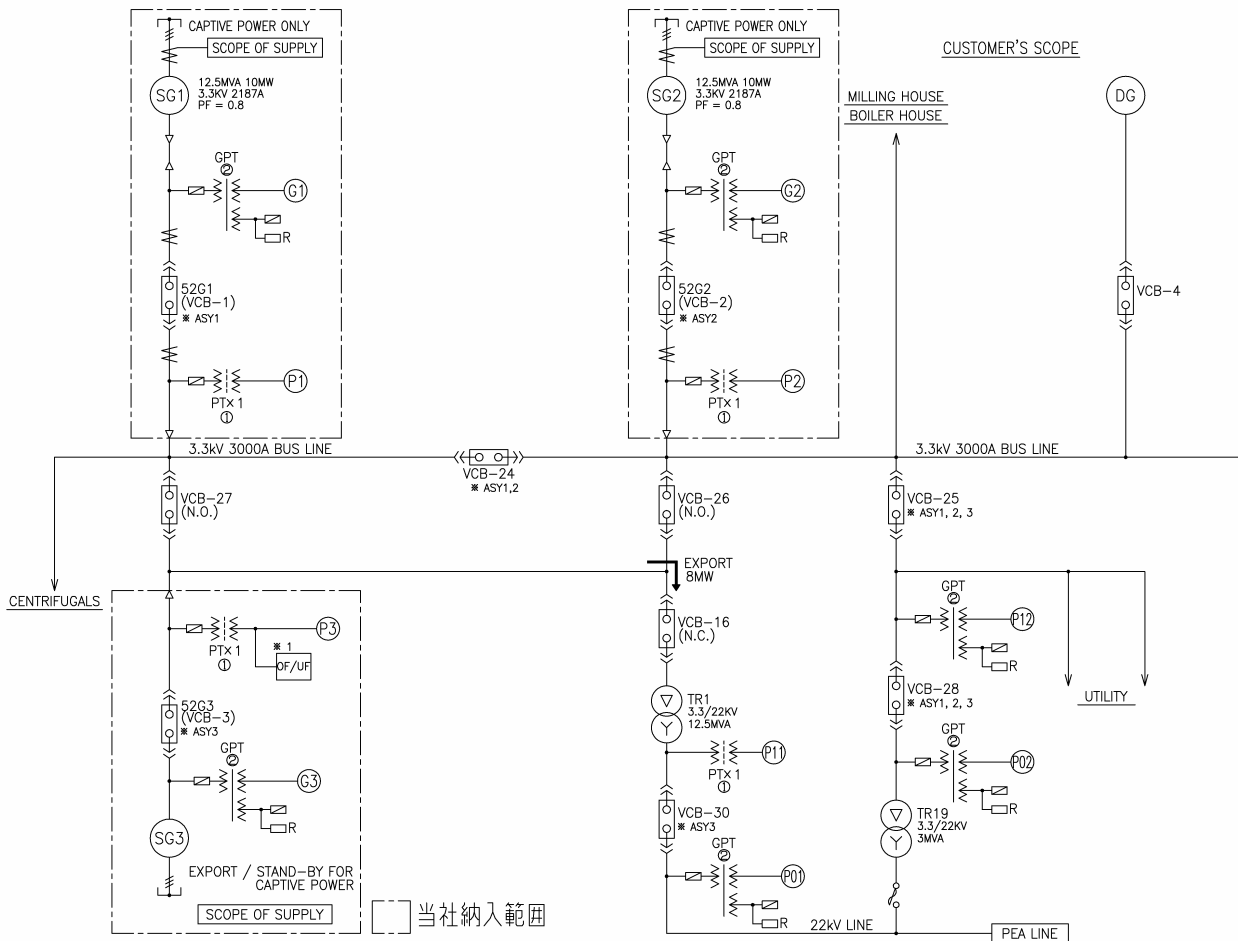 CAPTIVE POWER ONLY
SCOPE OF SUPPLY
SG1
12.5MVA 10MW
3.3KV 2187A
PF = 0.8
GPT
②
G1
R
52G1
(VCB-1)
※ ASY1
P1
PT×1
①
CAPTIVE POWER ONLY
SCOPE OF SUPPLY
SG2
12.5MVA 10MW
3.3KV 2187A
PF = 0.8
GPT
②
G2
R
52G2
(VCB-2)
※ ASY2
P2
PT×1
①
CUSTOMER'S SCOPE
MILLING HOUSE
BOILER HOUSE
DG
VCB-4
3.3kV 3000A BUS LINE
VCB-24
※ ASY1,2
3.3kV 3000A BUS LINE
VCB-27
(N.O.)
VCB-26
(N.O.)
VCB-25
※ ASY1, 2, 3
EXPORT
8MW
CENTRIFUGALS
P3
PT×1
①
※ 1
OF/UF
52G3
(VCB-3)
※ ASY3
GPT
②
G3
R
SG3
EXPORT / STAND-BY FOR
CAPTIVE POWER
SCOPE OF SUPPLY
当社納入範囲
VCB-16
(N.C.)
TR1
3.3/22KV
12.5MVA
P11
PT×1
①
VCB-30
※ ASY3
GPT
②
P01
R
GPT
②
P12
R
VCB-28
※ ASY1, 2, 3
UTILITY
GPT
②
P02
R
TR19
3.3/22KV
3MVA
22kV LINE
PEA LINE